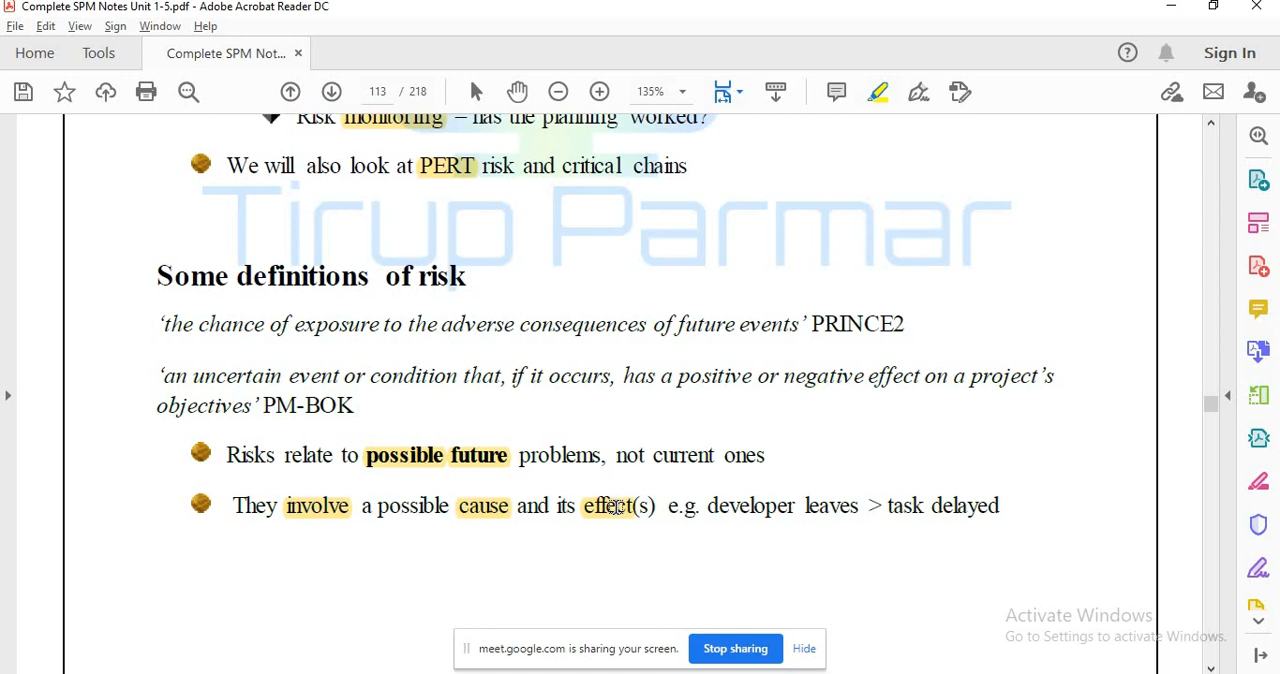 Complete SPM Notes Unit 1-5.pdf - Adobe Acrobat Reader DC
File Edit View Sign Window Help
Home Tools Complete SPM Not... × Sign In
113 / 218 135%
Risk monitoring – has the planning worked?
We will also look at PERT risk and critical chains
Tirup Parmar
Some definitions of risk
‘the chance of exposure to the adverse consequences of future events’ PRINCE2
‘an uncertain event or condition that, if it occurs, has a positive or negative effect on a project’s
objectives’ PM-BOK
Risks relate to possible future problems, not current ones
They involve a possible cause and its effect(s) e.g. developer leaves > task delayed
Activate Windows
Go to Settings to activate Windows.
meet.google.com is sharing your screen. Stop sharing Hide